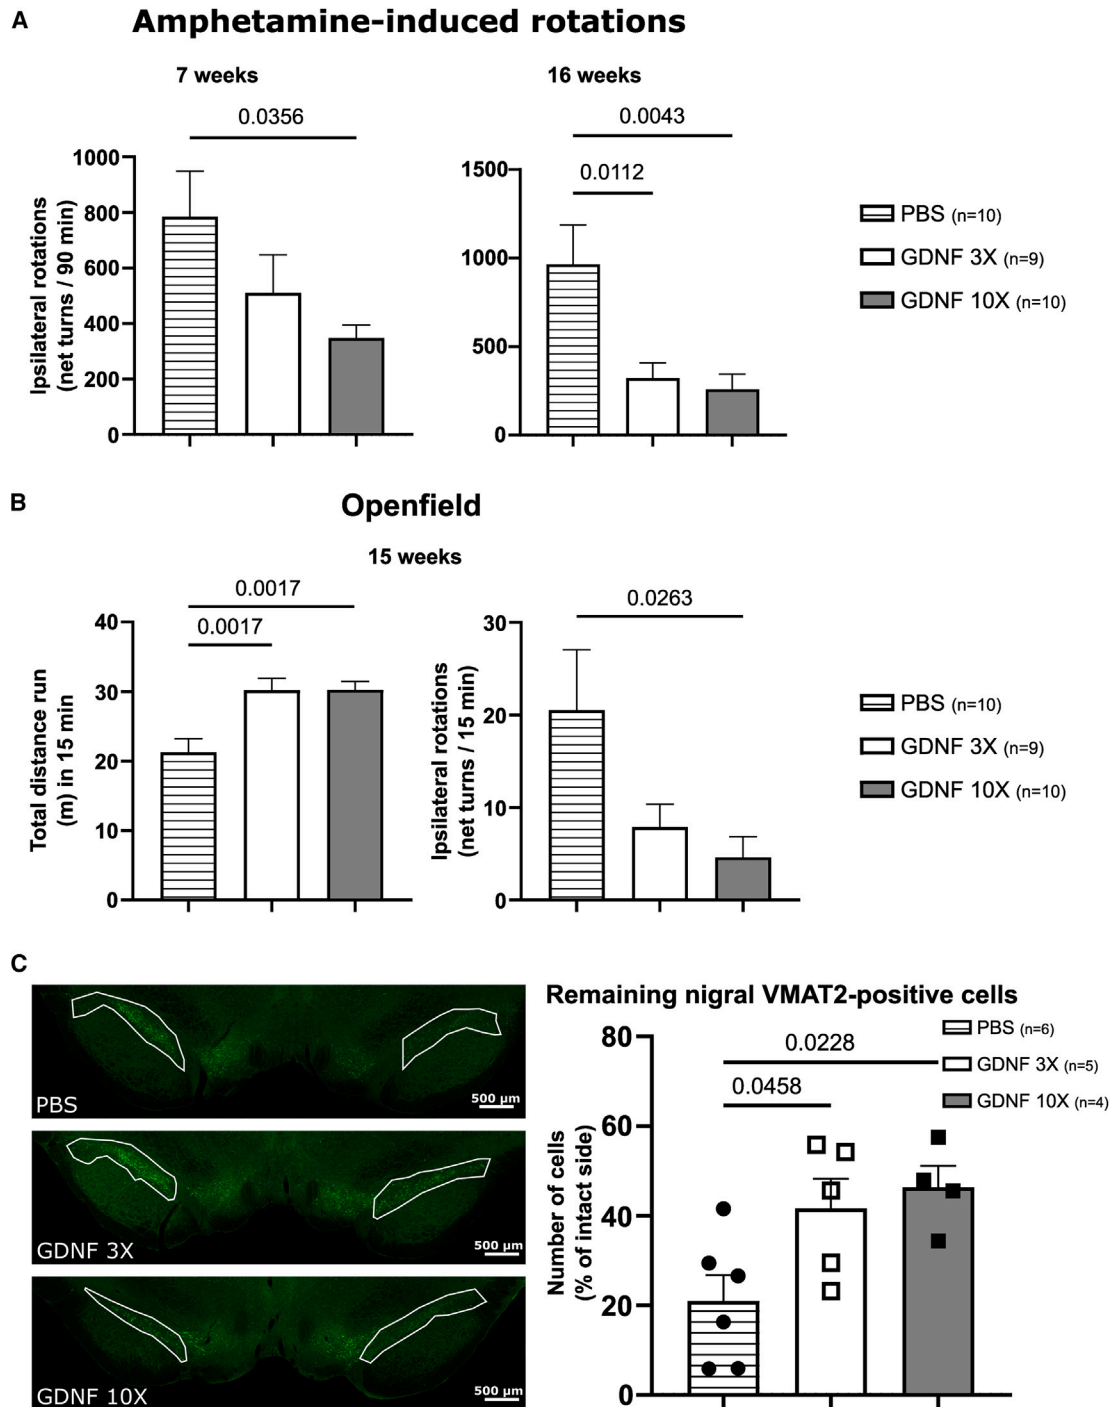 A
Amphetamine-induced rotations
7 weeks
16 weeks
0.0356
0.0043
0.0112
Ipsilateral rotations
(net turns / 90 min)
1000
800
600
400
200
0
1500
1000
500
0
PBS (n=10)
GDNF 3X (n=9)
GDNF 10X (n=10)
B
Openfield
15 weeks
0.0017
0.0017
Total distance run
(m) in 15 min
40
30
20
10
0
0.0263
Ipsilateral rotations
(net turns / 15 min)
30
20
10
0
PBS (n=10)
GDNF 3X (n=9)
GDNF 10X (n=10)
C
PBS
500 µm
GDNF 3X
500 µm
GDNF 10X
500 µm
Remaining nigral VMAT2-positive cells
PBS (n=6)
GDNF 3X (n=5)
GDNF 10X (n=4)
0.0228
0.0458
Number of cells
(% of intact side)
80
60
40
20
0